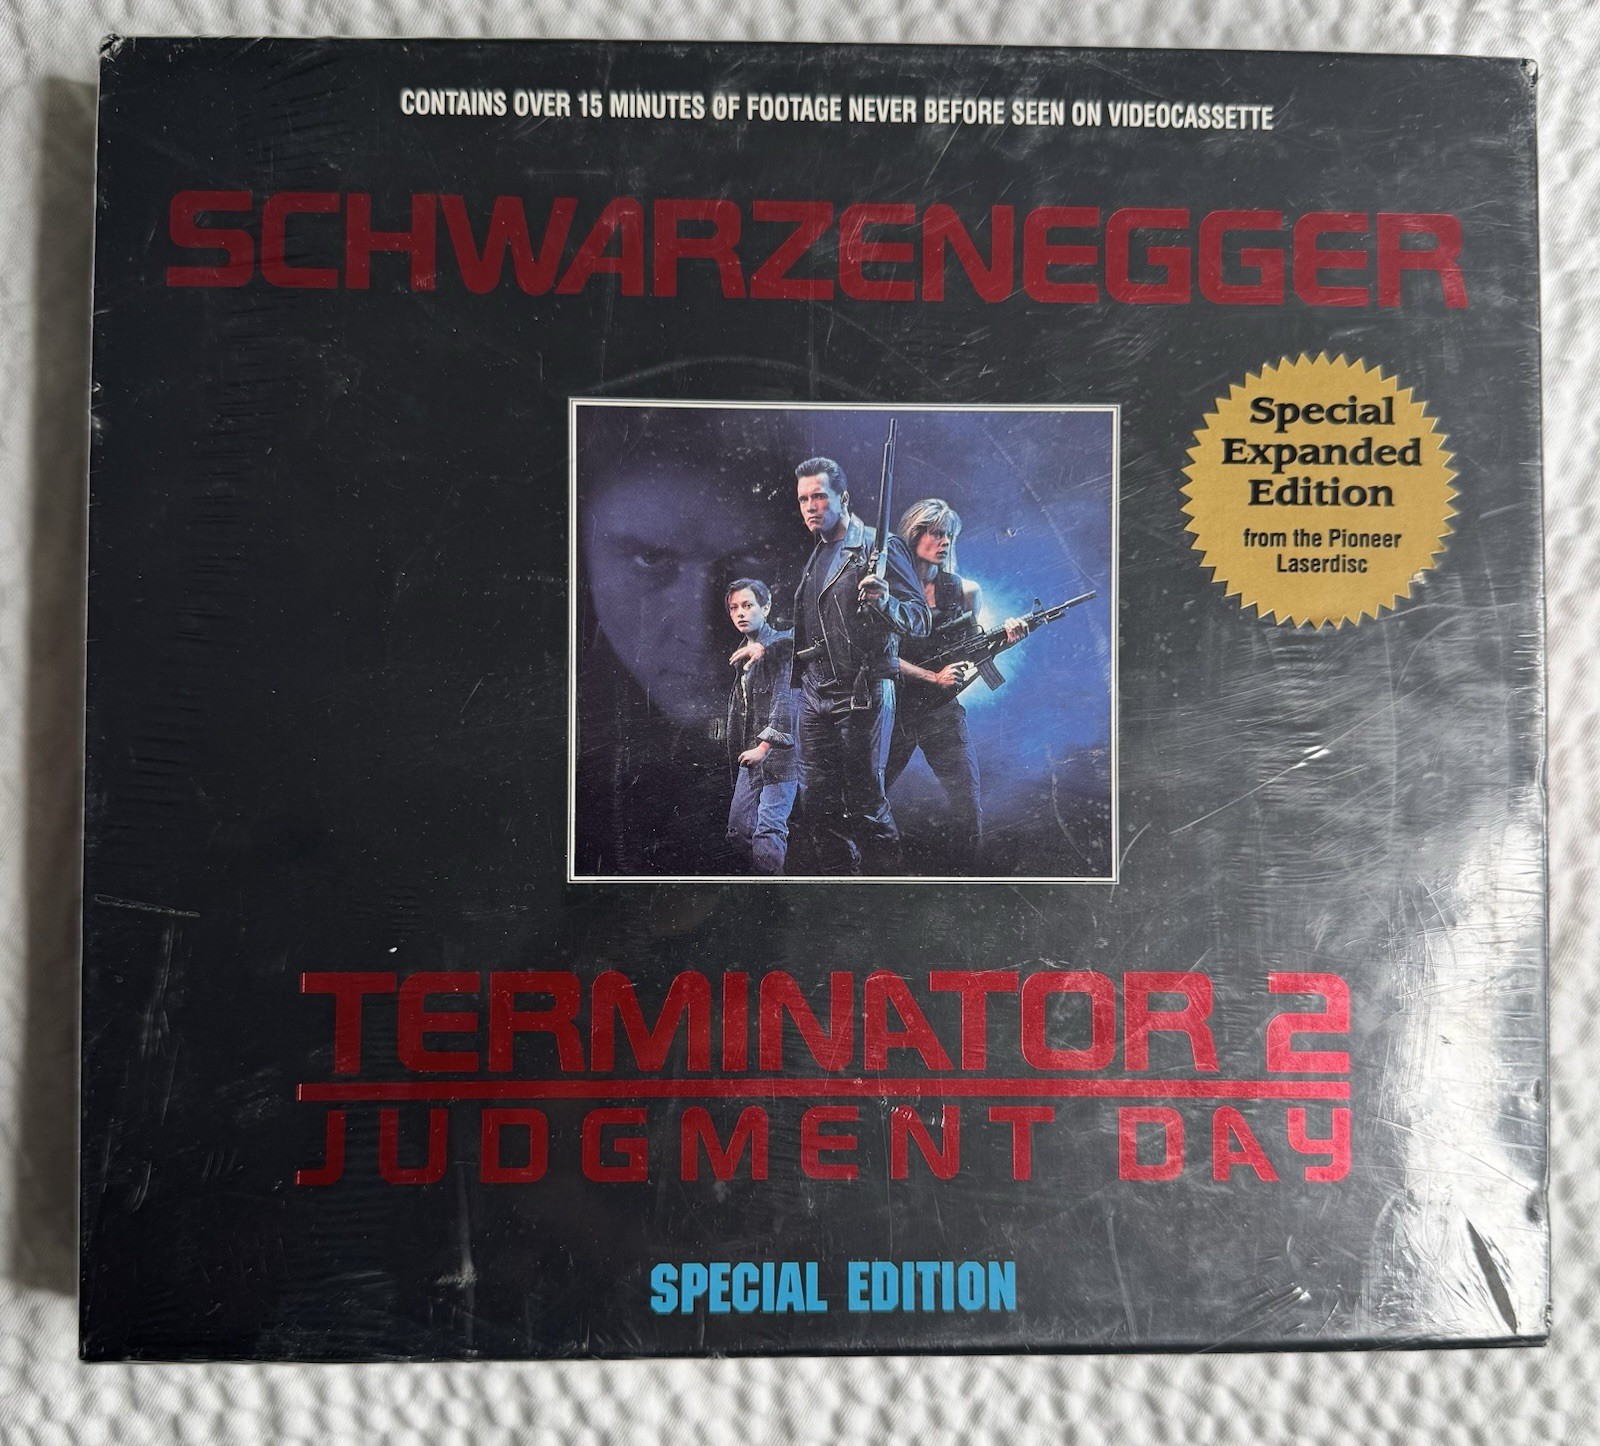 CONTAINS OVER 15 MINUTES OF FOOTAGE NEVER BEFORE SEEN ON VIDEOCASSETTE
SCHWARZENEGGER
Special
Expanded
Edition
from the Pioneer
Laserdisc
TERMINATOR 2
JUDGMENT DAY
SPECIAL EDITION